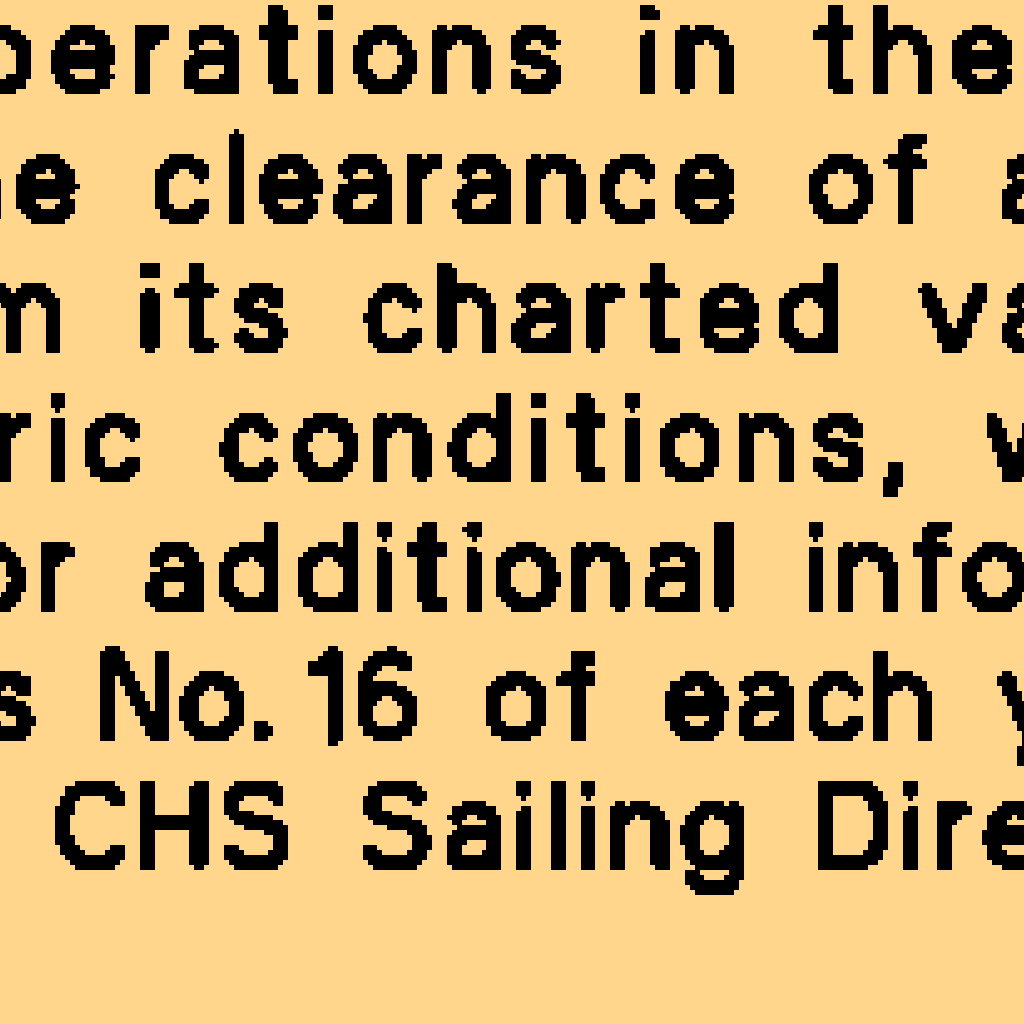 perations in the
e clearance of a
m its charted va
ric conditions, w
or additional info
s No. 16 of each y
CHS Sailing Dire